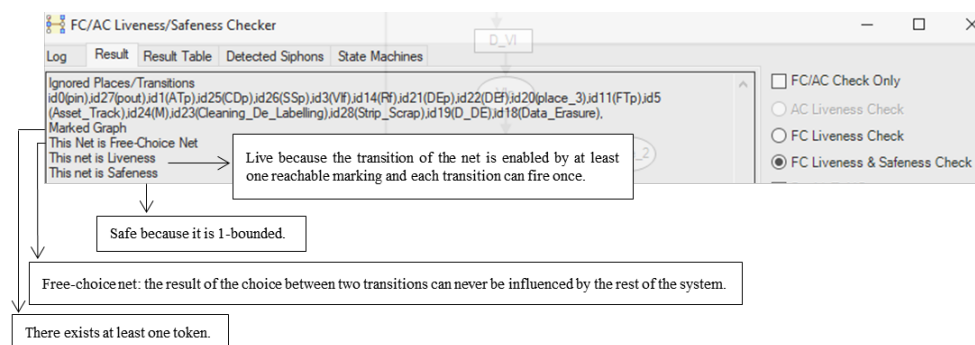 FC/AC Liveness/Safeness Checker
D_VI
Log Result Result Table Detected Siphons State Machines
Ignored Places/Transitions
id0(pin),id27(pout),id1(ATp),id25(CDp),id26(SSp),id3(VIf),id14(Rf),id21(DEp),id22(DEf),id20(place_3),id11(FTp),id5
(Asset_Track),id24(M),id23(Cleaning_De_Labelling),id28(Strip_Scrap),id19(D_DE),id18(Data_Erasure),
Marked Graph
This Net is Free-Choice Net
This net is Liveness
This net is Safeness
FC/AC Check Only
AC Liveness Check
FC Liveness Check
FC Liveness & Safeness Check
Live because the transition of the net is enabled by at least
one reachable marking and each transition can fire once.
Safe because it is 1-bounded.
Free-choice net: the result of the choice between two transitions can never be influenced by the rest of the system.
There exists at least one token.